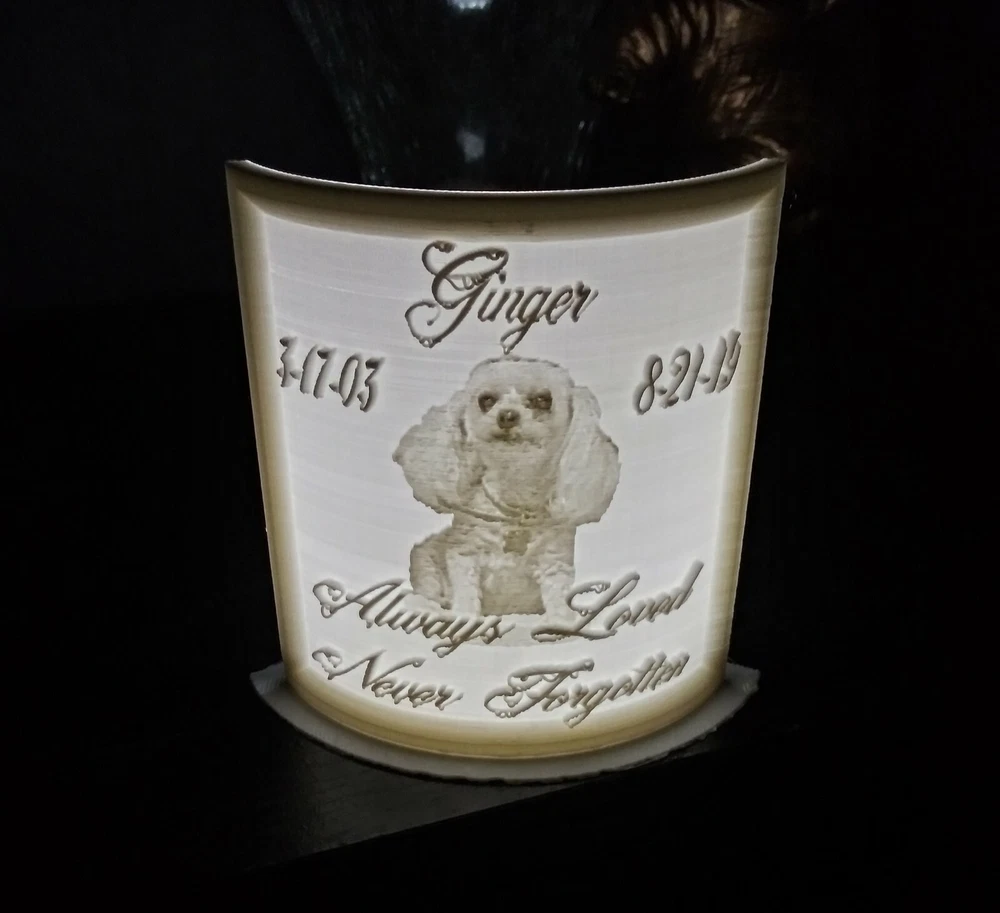 Ginger
3-17-03 8-21-19
Always Loved
Never Forgotten